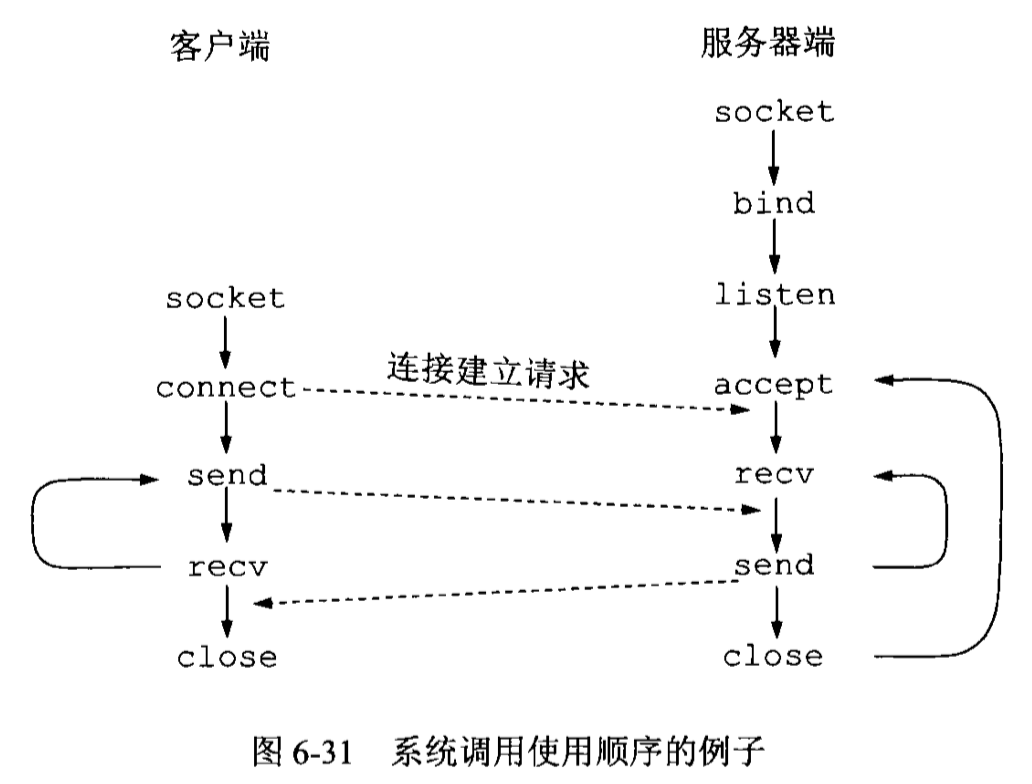 客户端
服务器端
socket
bind
listen
socket
connect
连接建立请求
accept
send
recv
recv
send
close
close
图 6-31 系统调用使用顺序的例子